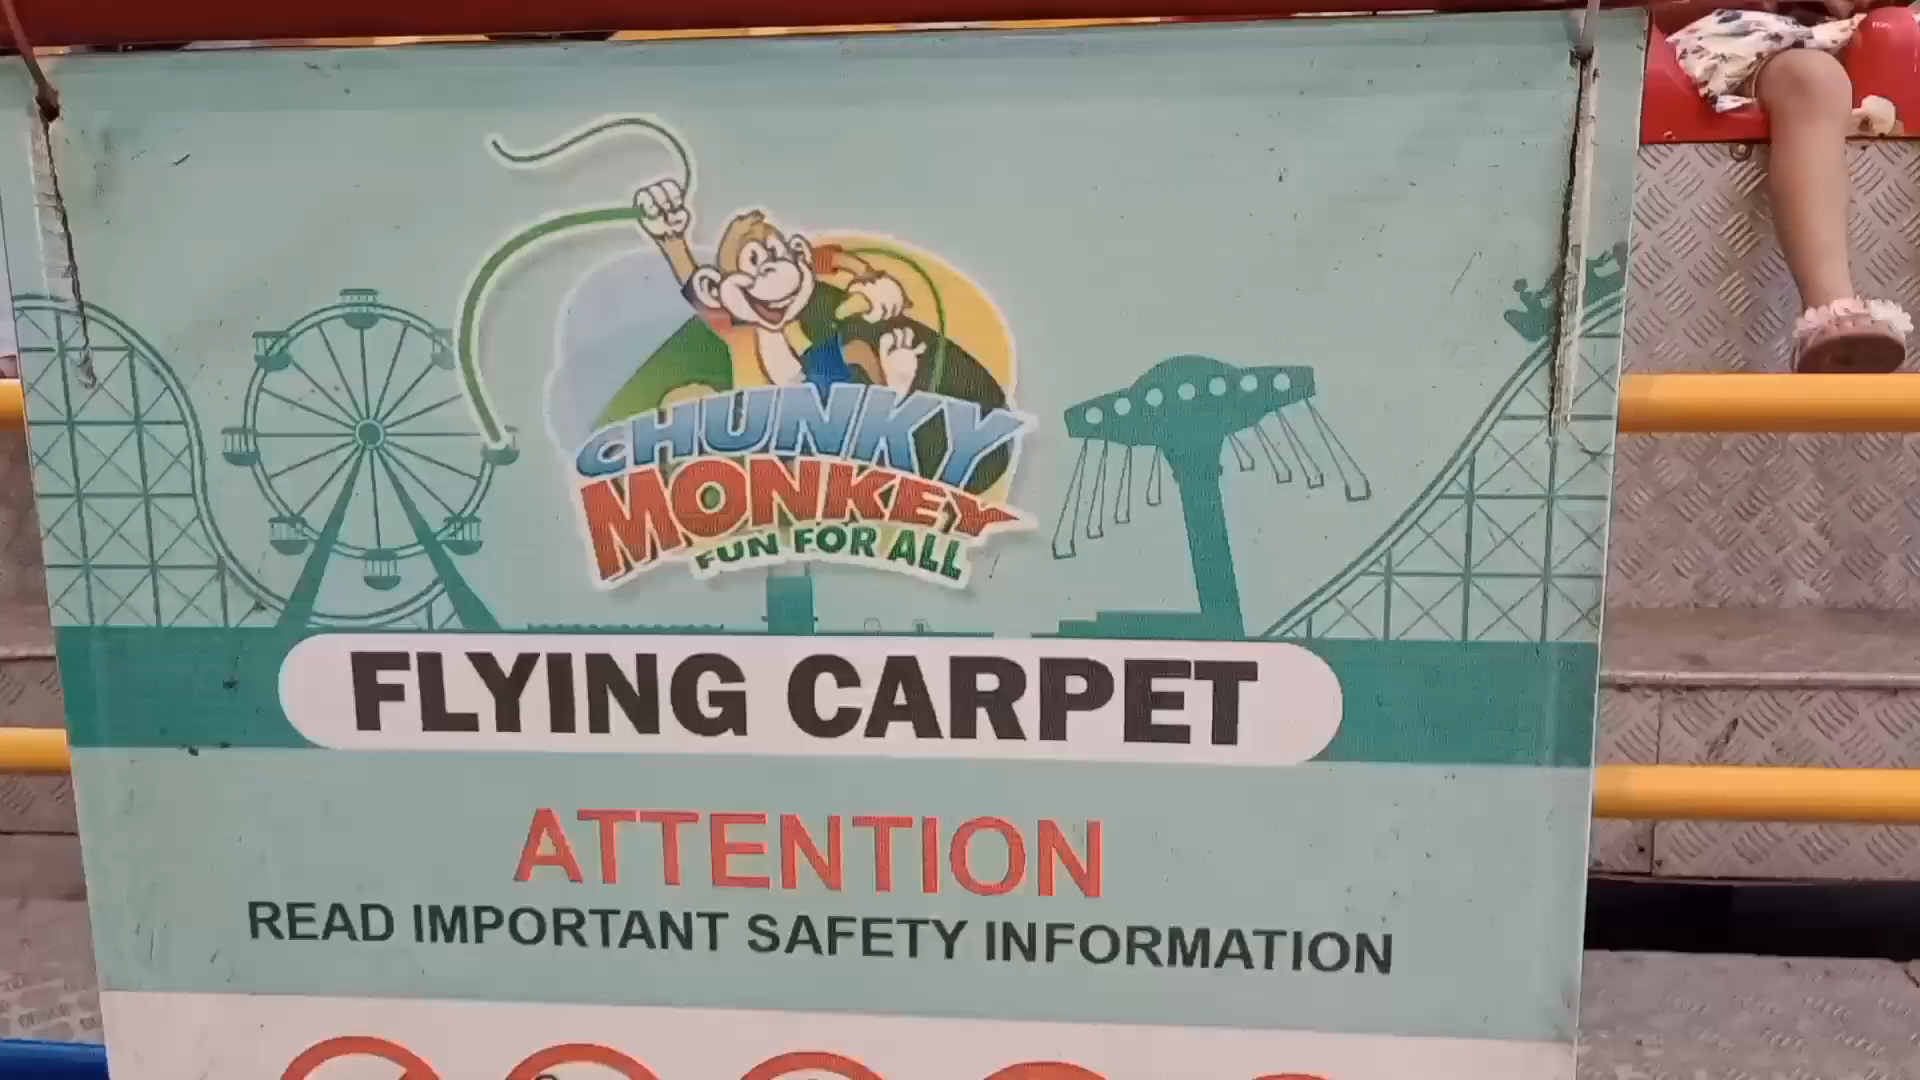 CHUNKY
MONKEY
FUN FOR ALL
FLYING CARPET
ATTENTION
READ IMPORTANT SAFETY INFORMATION